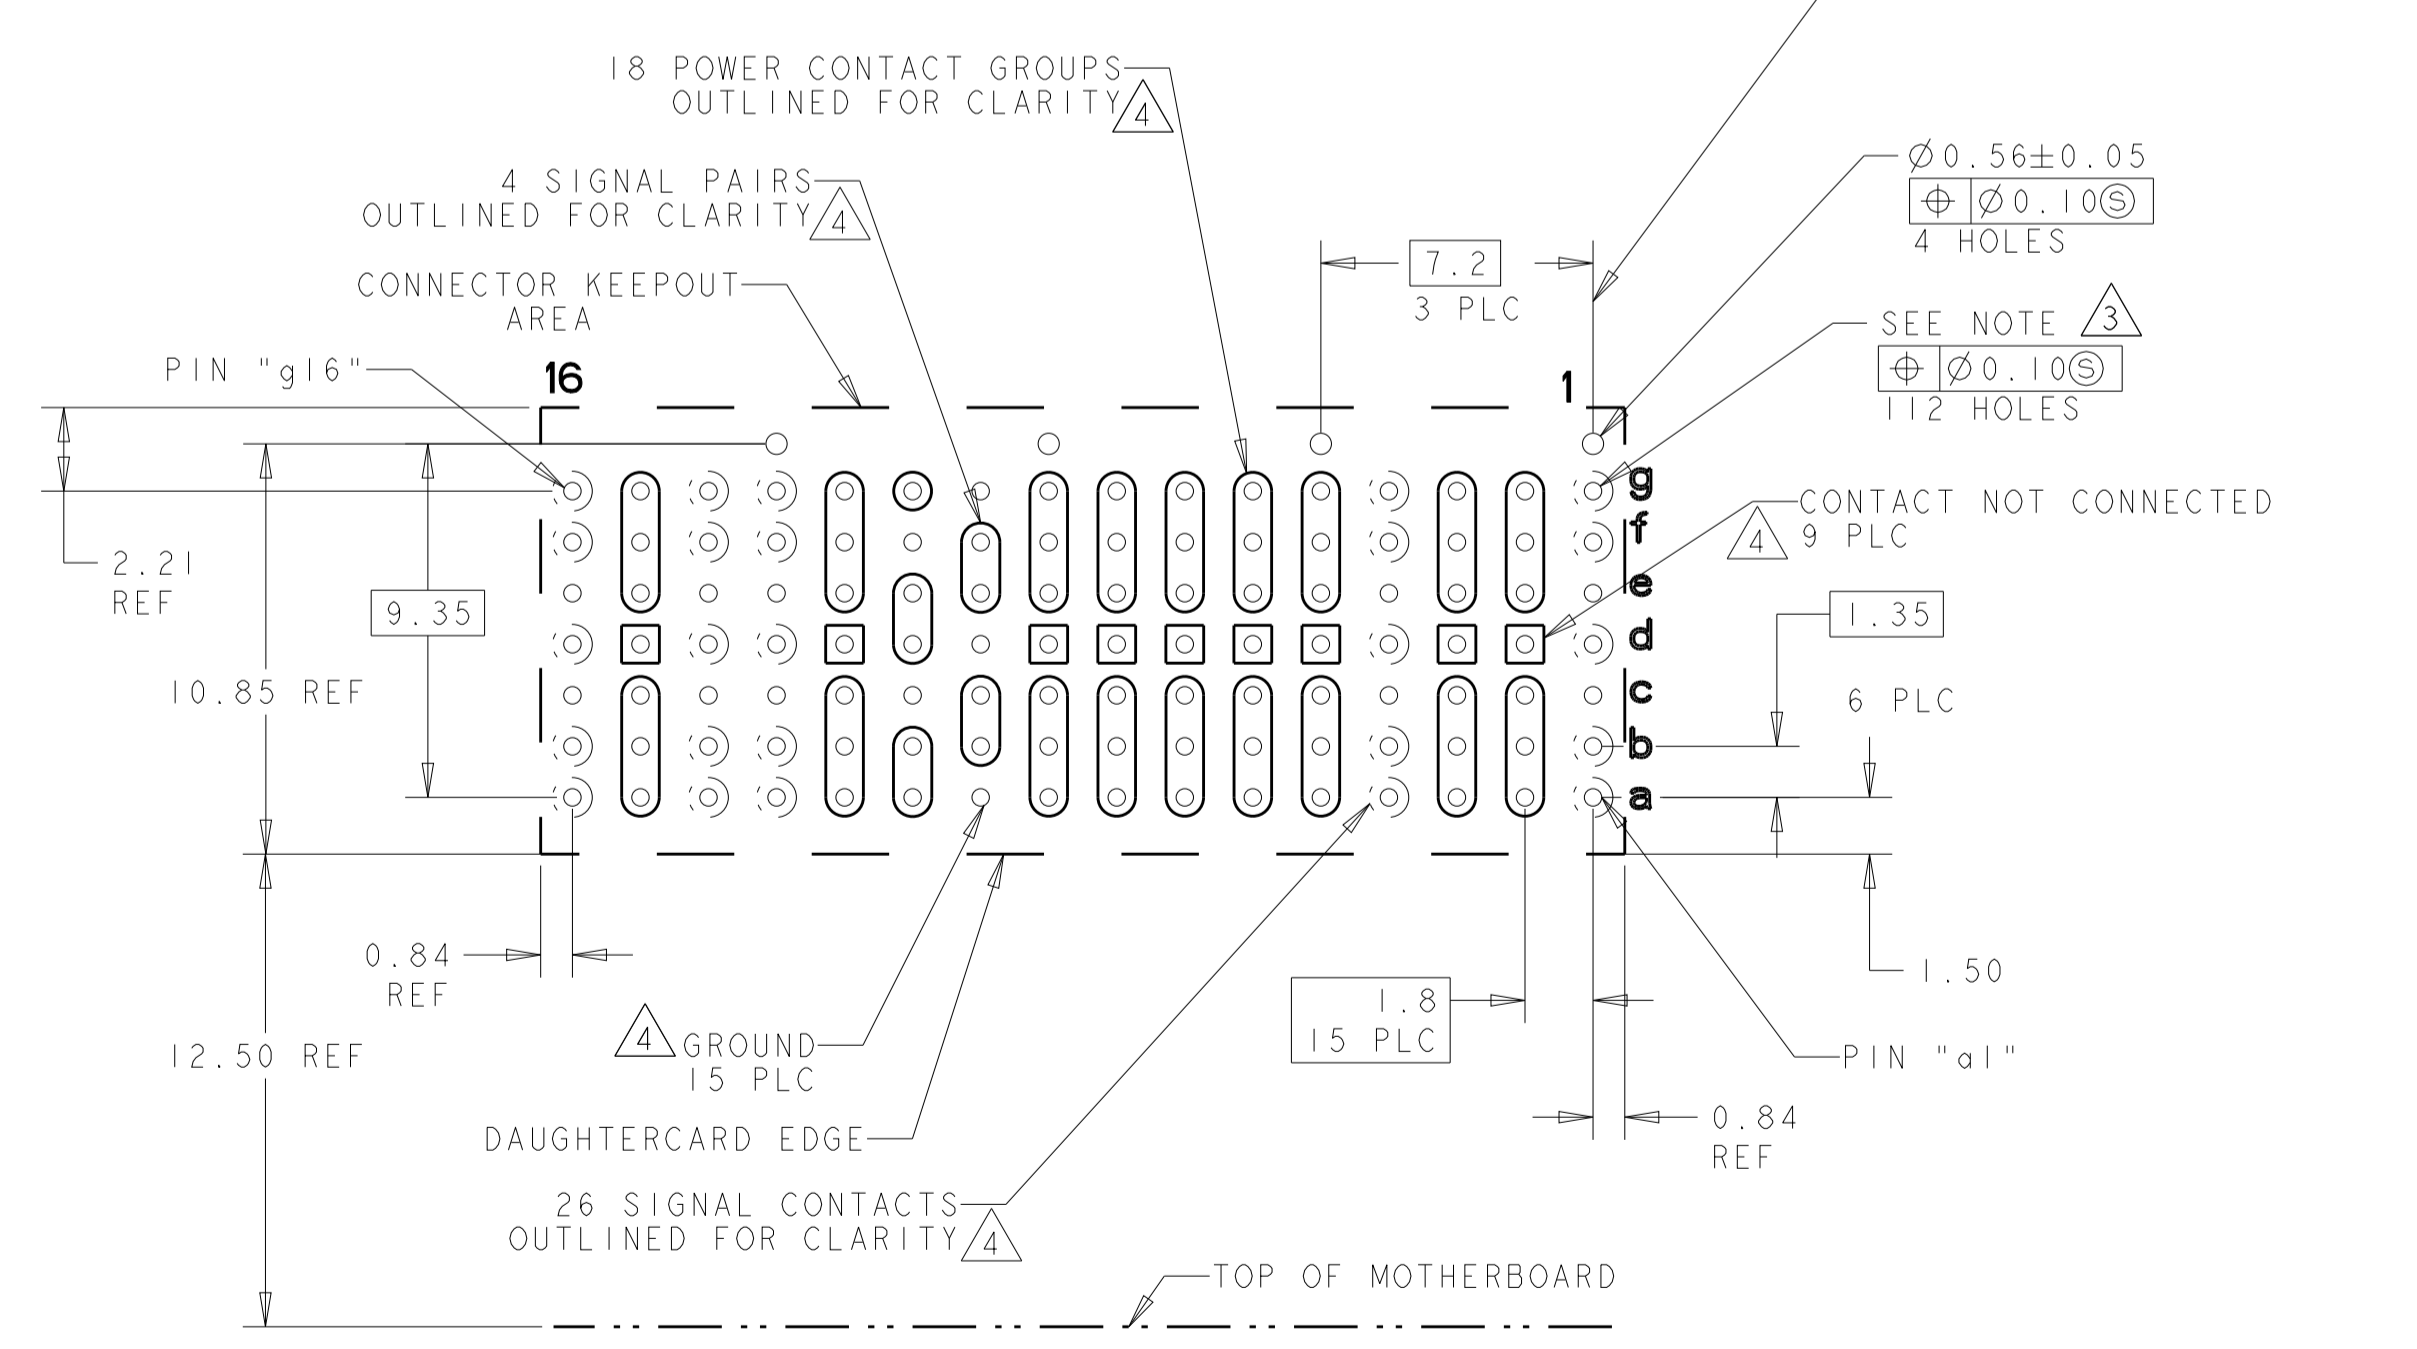 18 POWER CONTACT GROUPS
OUTLINED FOR CLARITY 4
4 SIGNAL PAIRS
OUTLINED FOR CLARITY 4
CONNECTOR KEEPOUT
AREA
PIN "g16"
16
1
7.2
3 PLC
Ø0.56±0.05
⌖ Ø0.10Ⓢ
4 HOLES
SEE NOTE 3
⌖ Ø0.10Ⓢ
112 HOLES
g
f
e
d
c
b
a
CONTACT NOT CONNECTED
4 9 PLC
2.21
REF
9.35
10.85 REF
1.35
6 PLC
0.84
REF
12.50 REF
4 GROUND
15 PLC
DAUGHTERCARD EDGE
26 SIGNAL CONTACTS
OUTLINED FOR CLARITY 4
1.8
15 PLC
1.50
PIN "a1"
0.84
REF
TOP OF MOTHERBOARD